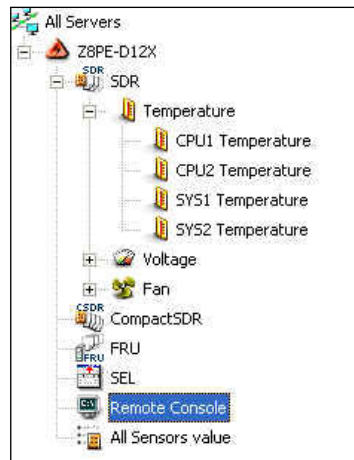 All Servers
Z8PE-D12X
SDR
SDR
Temperature
CPU1 Temperature
CPU2 Temperature
SYS1 Temperature
SYS2 Temperature
Voltage
Fan
CSDR
CompactSDR
FRU
FRU
SEL
C:\
Remote Console
All Sensors value